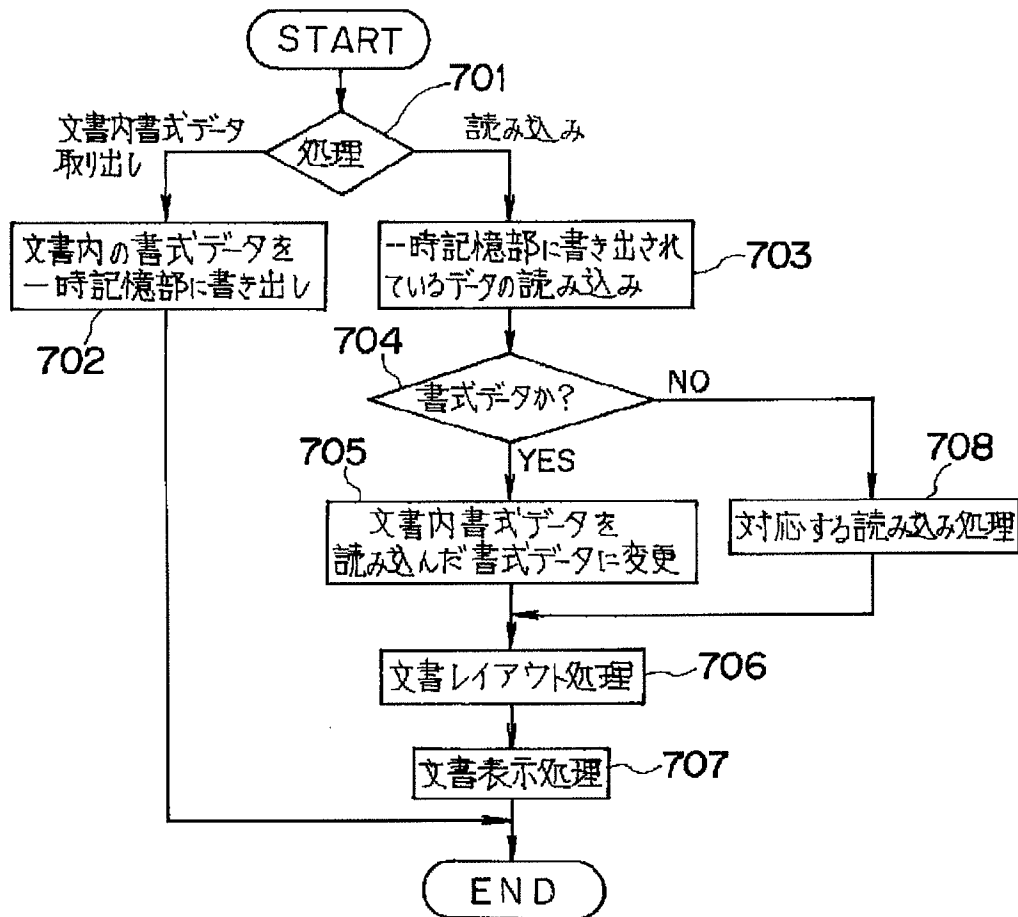 START
701
文書内書式データ
取り出し
処理
読み込み
文書内の書式データを
一時記憶部に書き出し
702
一時記憶部に書き出され
ているデータの読み込み
703
704
書式データか?
NO
YES
705
708
文書内書式データを
読み込んだ書式データに変更
対応する読み込み処理
文書レイアウト処理
706
文書表示処理
707
END